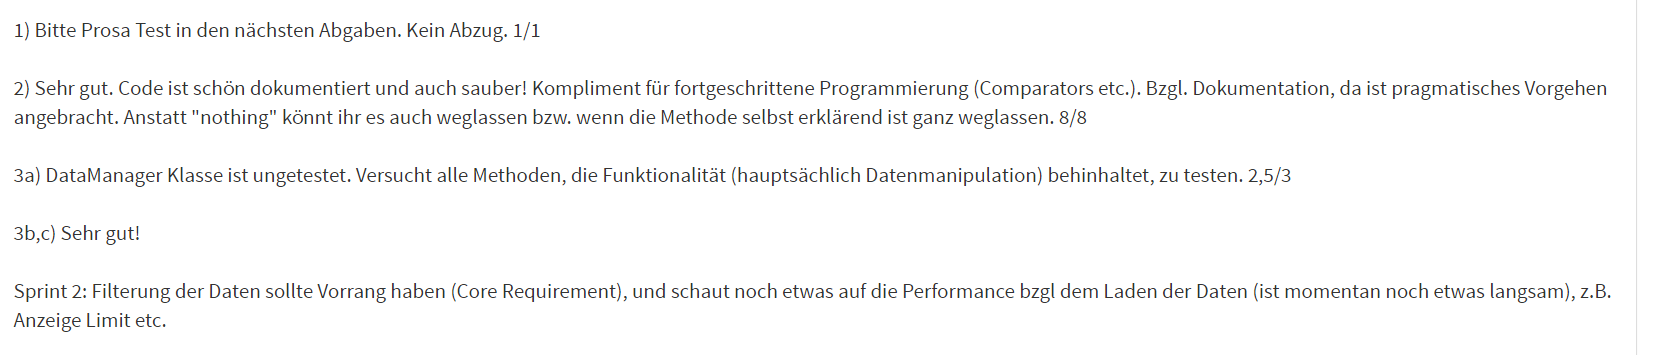 1) Bitte Prosa Test in den nächsten Abgaben. Kein Abzug. 1/1
2) Sehr gut. Code ist schön dokumentiert und auch sauber! Kompliment für fortgeschrittene Programmierung (Comparators etc.). Bzgl. Dokumentation, da ist pragmatisches Vorgehen
angebracht. Anstatt "nothing" könnt ihr es auch weglassen bzw. wenn die Methode selbst erklärend ist ganz weglassen. 8/8
3a) DataManager Klasse ist ungetestet. Versucht alle Methoden, die Funktionalität (hauptsächlich Datenmanipulation) behinhaltet, zu testen. 2,5/3
3b,c) Sehr gut!
Sprint 2: Filterung der Daten sollte Vorrang haben (Core Requirement), und schaut noch etwas auf die Performance bzgl dem Laden der Daten (ist momentan noch etwas langsam), z.B.
Anzeige Limit etc.